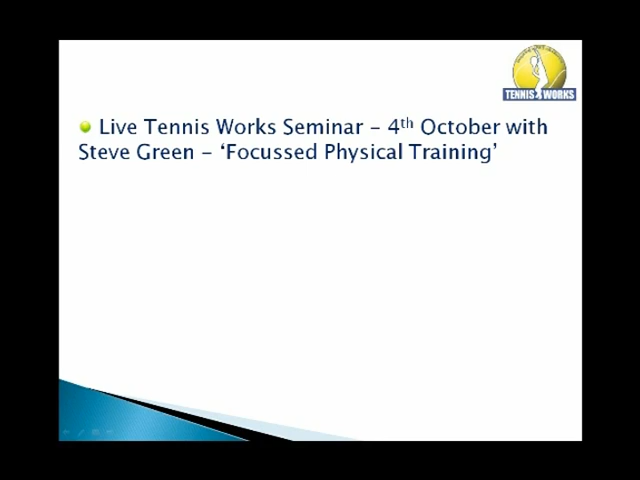 TENNIS WORKS
Live Tennis Works Seminar – 4th October with
Steve Green – ‘Focussed Physical Training’